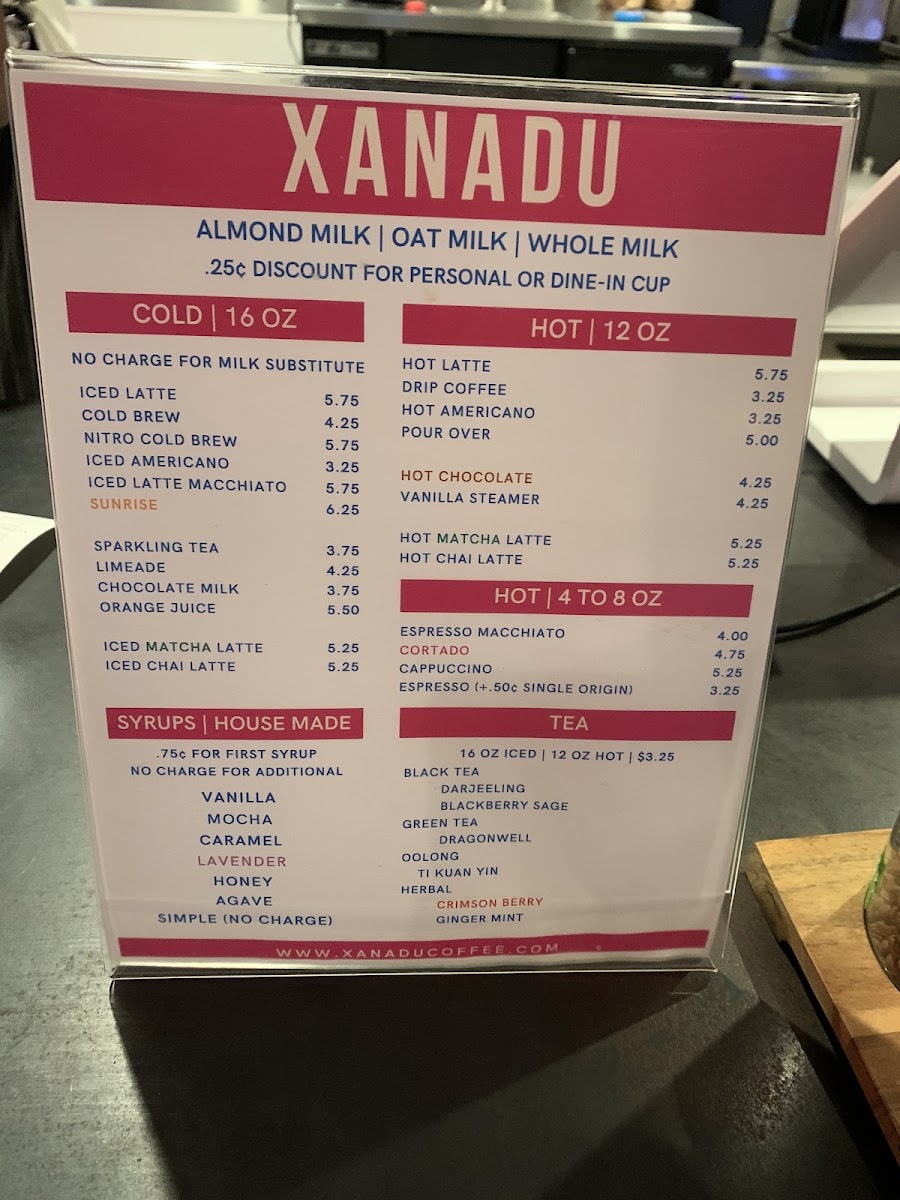 XANADU
ALMOND MILK | OAT MILK | WHOLE MILK
.25¢ DISCOUNT FOR PERSONAL OR DINE-IN CUP
COLD | 16 OZ
NO CHARGE FOR MILK SUBSTITUTE
ICED LATTE 5.75
COLD BREW 4.25
NITRO COLD BREW 5.75
ICED AMERICANO 3.25
ICED LATTE MACCHIATO 5.75
SUNRISE 6.25
SPARKLING TEA 3.75
LIMEADE 4.25
CHOCOLATE MILK 3.75
ORANGE JUICE 5.50
ICED MATCHA LATTE 5.25
ICED CHAI LATTE 5.25
SYRUPS | HOUSE MADE
.75¢ FOR FIRST SYRUP
NO CHARGE FOR ADDITIONAL
VANILLA
MOCHA
CARAMEL
LAVENDER
HONEY
AGAVE
SIMPLE (NO CHARGE)
HOT | 12 OZ
HOT LATTE 5.75
DRIP COFFEE 3.25
HOT AMERICANO 3.25
POUR OVER 5.00
HOT CHOCOLATE 4.25
VANILLA STEAMER 4.25
HOT MATCHA LATTE 5.25
HOT CHAI LATTE 5.25
HOT | 4 TO 8 OZ
ESPRESSO MACCHIATO 4.00
CORTADO 4.75
CAPPUCCINO 5.25
ESPRESSO (+.50¢ SINGLE ORIGIN) 3.25
TEA
16 OZ ICED | 12 OZ HOT | $3.25
BLACK TEA
DARJEELING
BLACKBERRY SAGE
GREEN TEA
DRAGONWELL
OOLONG
TI KUAN YIN
HERBAL
CRIMSON BERRY
GINGER MINT
WWW.XANADUCOFFEE.COM